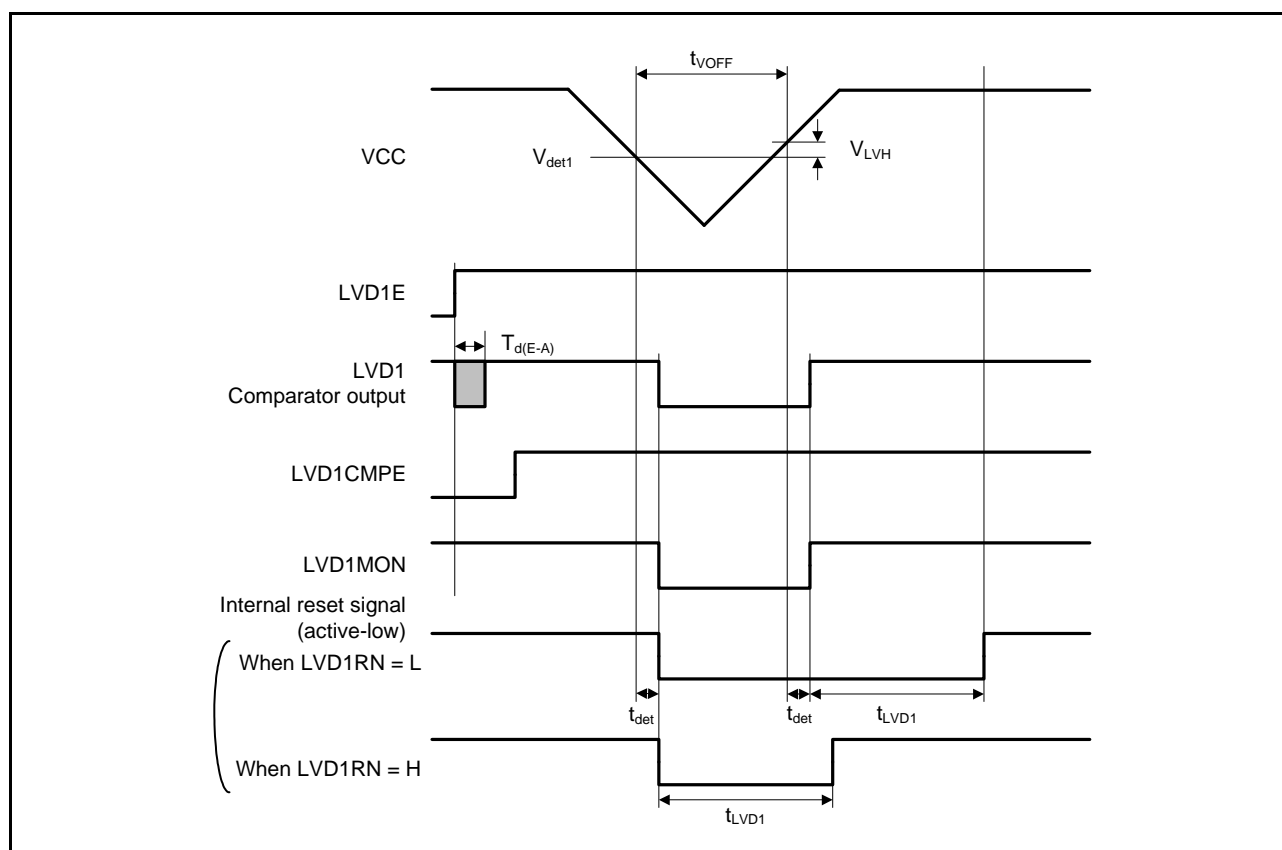 tVOFF
VCC
Vdet1
VLVH
LVD1E
Td(E-A)
LVD1
Comparator output
LVD1CMPE
LVD1MON
Internal reset signal
(active-low)
When LVD1RN = L
tdet
tdet
tLVD1
When LVD1RN = H
tLVD1